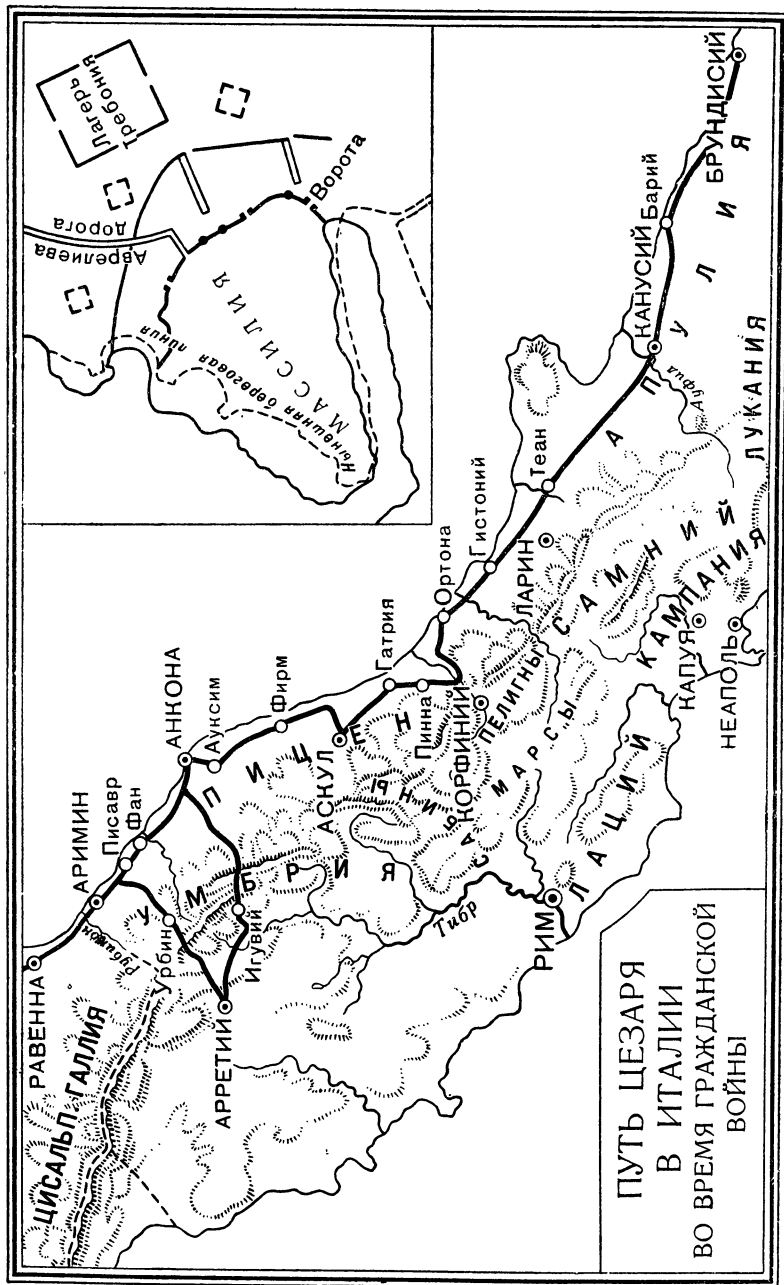 ПУТЬ ЦЕЗАРЯ
В ИТАЛИИ
ВО ВРЕМЯ ГРАЖДАНСКОЙ
ВОЙНЫ
РАВЕННА
ЦИСАЛЬП. ГАЛЛИЯ
Рубикон
АРИМИН
Писавр
Фан
Урбин
АРРЕТИЙ
Игувий
УМБРИЯ
АНКОНА
Ауксим
Фирм
ПИЦЕН
АСКУЛ
Гатрия
Пинна
САБИНЫ
КОРФИНИЙ
ПЕЛИГНЫ
МАРСЫ
Тибр
РИМ
ЛАЦИЙ
Ортона
Гистоний
ЛАРИН
Теан
САМНИЙ
КАМПАНИЯ
КАПУЯ
НЕАПОЛЬ
АПУЛИЯ
Ауфид
ЛУКАНИЯ
КАНУСИЙ
Барий
БРУНДИСИЙ
Лагерь
Требония
Аврелиева
дорога
Ворота
МАССИЛИЯ
Нынешняя береговая линия